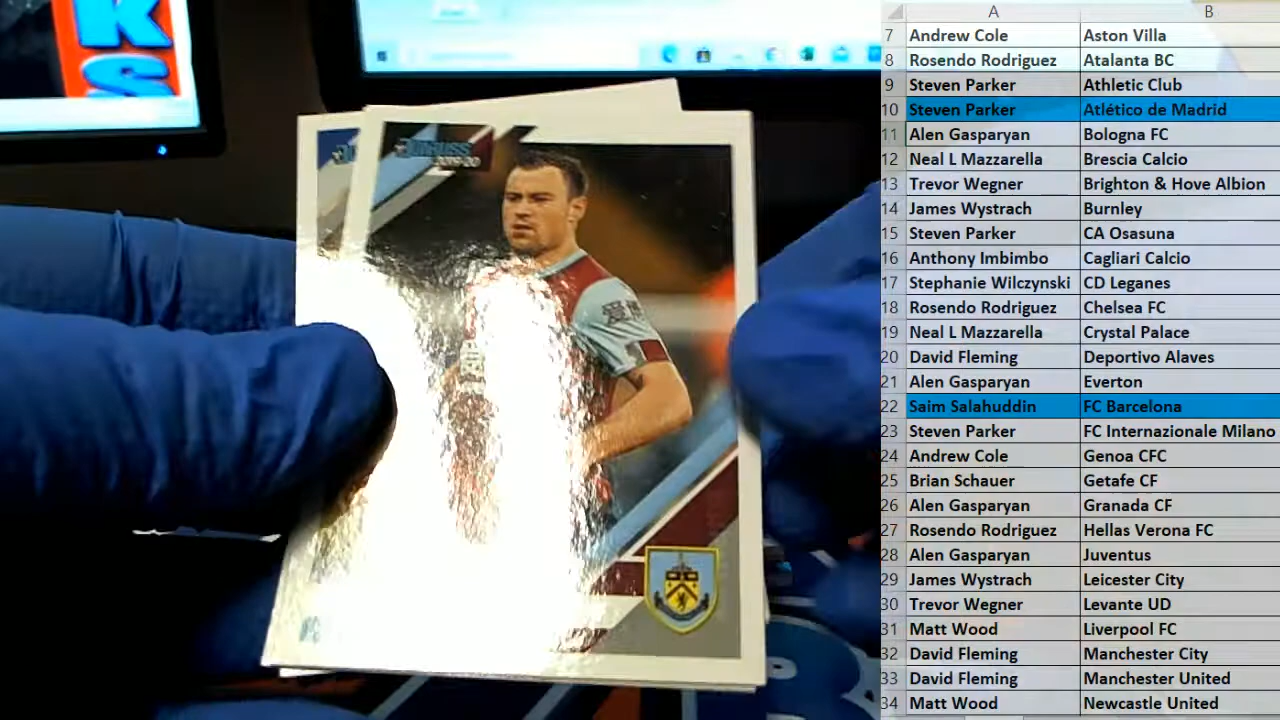 K
S
DONRUSS
2019-20
A B
7 Andrew Cole Aston Villa
8 Rosendo Rodriguez Atalanta BC
9 Steven Parker Athletic Club
10 Steven Parker Atlético de Madrid
11 Alen Gasparyan Bologna FC
12 Neal L Mazzarella Brescia Calcio
13 Trevor Wegner Brighton & Hove Albion
14 James Wystrach Burnley
15 Steven Parker CA Osasuna
16 Anthony Imbimbo Cagliari Calcio
17 Stephanie Wilczynski CD Leganes
18 Rosendo Rodriguez Chelsea FC
19 Neal L Mazzarella Crystal Palace
20 David Fleming Deportivo Alaves
21 Alen Gasparyan Everton
22 Saim Salahuddin FC Barcelona
23 Steven Parker FC Internazionale Milano
24 Andrew Cole Genoa CFC
25 Brian Schauer Getafe CF
26 Alen Gasparyan Granada CF
27 Rosendo Rodriguez Hellas Verona FC
28 Alen Gasparyan Juventus
29 James Wystrach Leicester City
30 Trevor Wegner Levante UD
31 Matt Wood Liverpool FC
32 David Fleming Manchester City
33 David Fleming Manchester United
34 Matt Wood Newcastle United